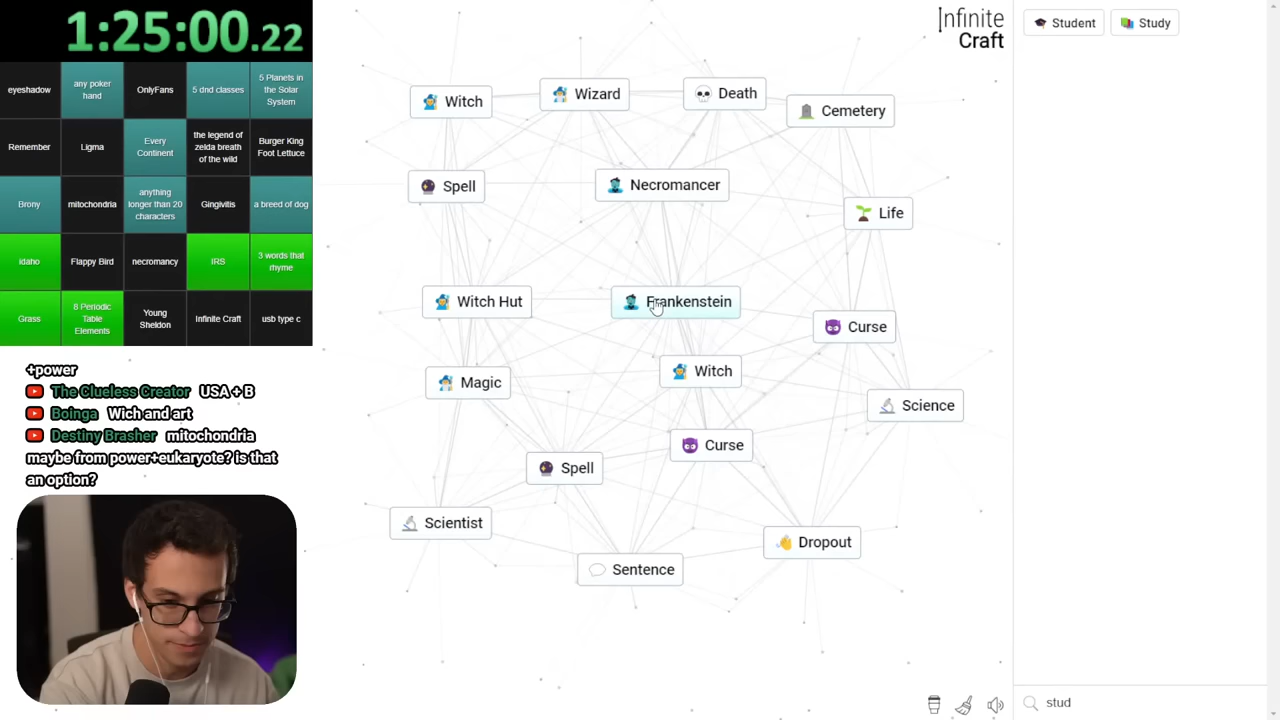 1:25:00.22
eyeshadow
any poker
hand
OnlyFans
5 dnd classes
5 Planets in
the Solar
System
Remember
Ligma
Every
Continent
the legend of
zelda breath
of the wild
Burger King
Foot Lettuce
Brony
mitochondria
anything
longer than 20
characters
Gingivitis
a breed of dog
idaho
Flappy Bird
necromancy
IRS
3 words that
rhyme
Grass
8 Periodic
Table
Elements
Young
Sheldon
Infinite Craft
usb type c
+power
The Clueless Creator USA + B
Boinga Wich and art
Destiny Brasher mitochondria
maybe from power+eukaryote? is that
an option?
Infinite
Craft
Witch
Wizard
Death
Cemetery
Spell
Necromancer
Life
Witch Hut
Frankenstein
Curse
Witch
Magic
Science
Curse
Spell
Scientist
Dropout
Sentence
Student
Study
stud